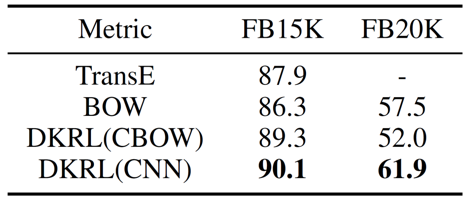 Metric FB15K FB20K
TransE 87.9 -
BOW 86.3 57.5
DKRL(CBOW) 89.3 52.0
DKRL(CNN) 90.1 61.9